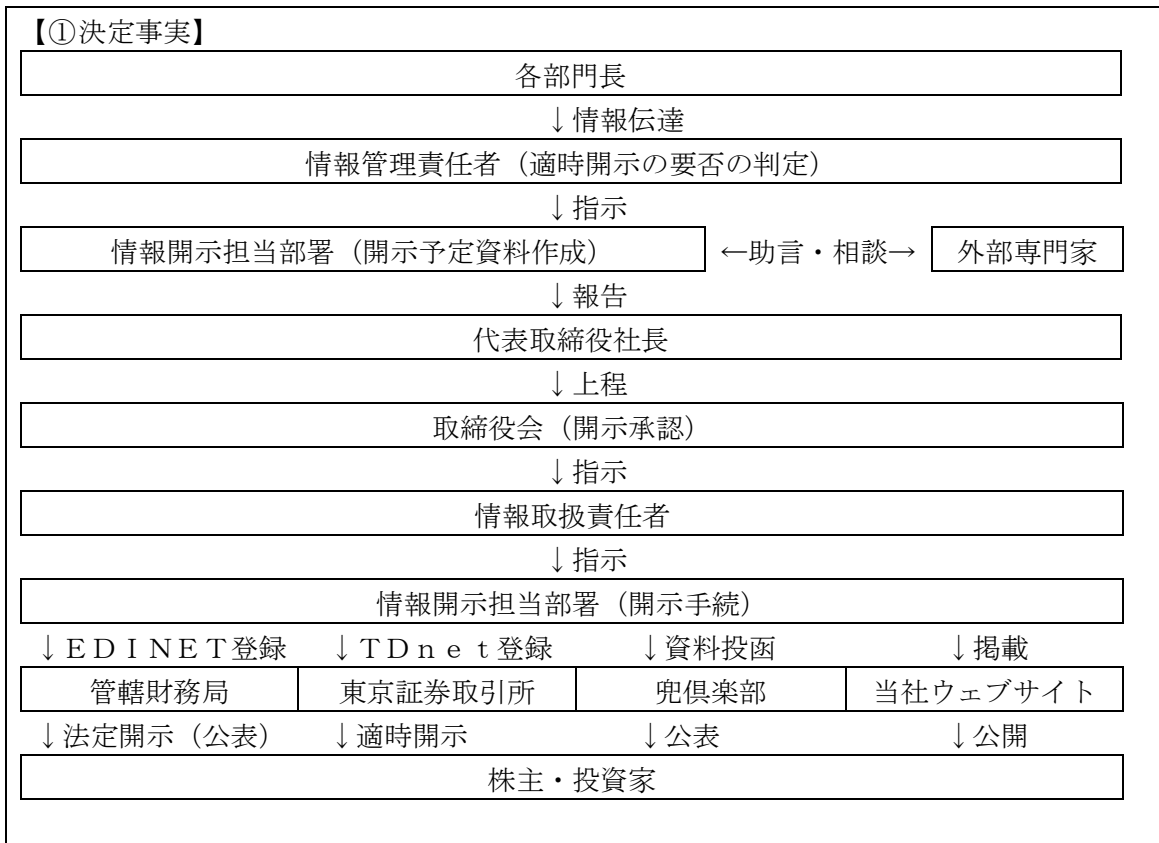 【①決定事実】
各部門長
↓情報伝達
情報管理責任者（適時開示の要否の判定）
↓指示
情報開示担当部署（開示予定資料作成） ←助言・相談→ 外部専門家
↓報告
代表取締役社長
↓上程
取締役会（開示承認）
↓指示
情報取扱責任者
↓指示
情報開示担当部署（開示手続）
↓ＥＤＩＮＥＴ登録 ↓ＴＤｎｅｔ登録 ↓資料投函 ↓掲載
管轄財務局 東京証券取引所 兜倶楽部 当社ウェブサイト
↓法定開示（公表） ↓適時開示 ↓公表 ↓公開
株主・投資家